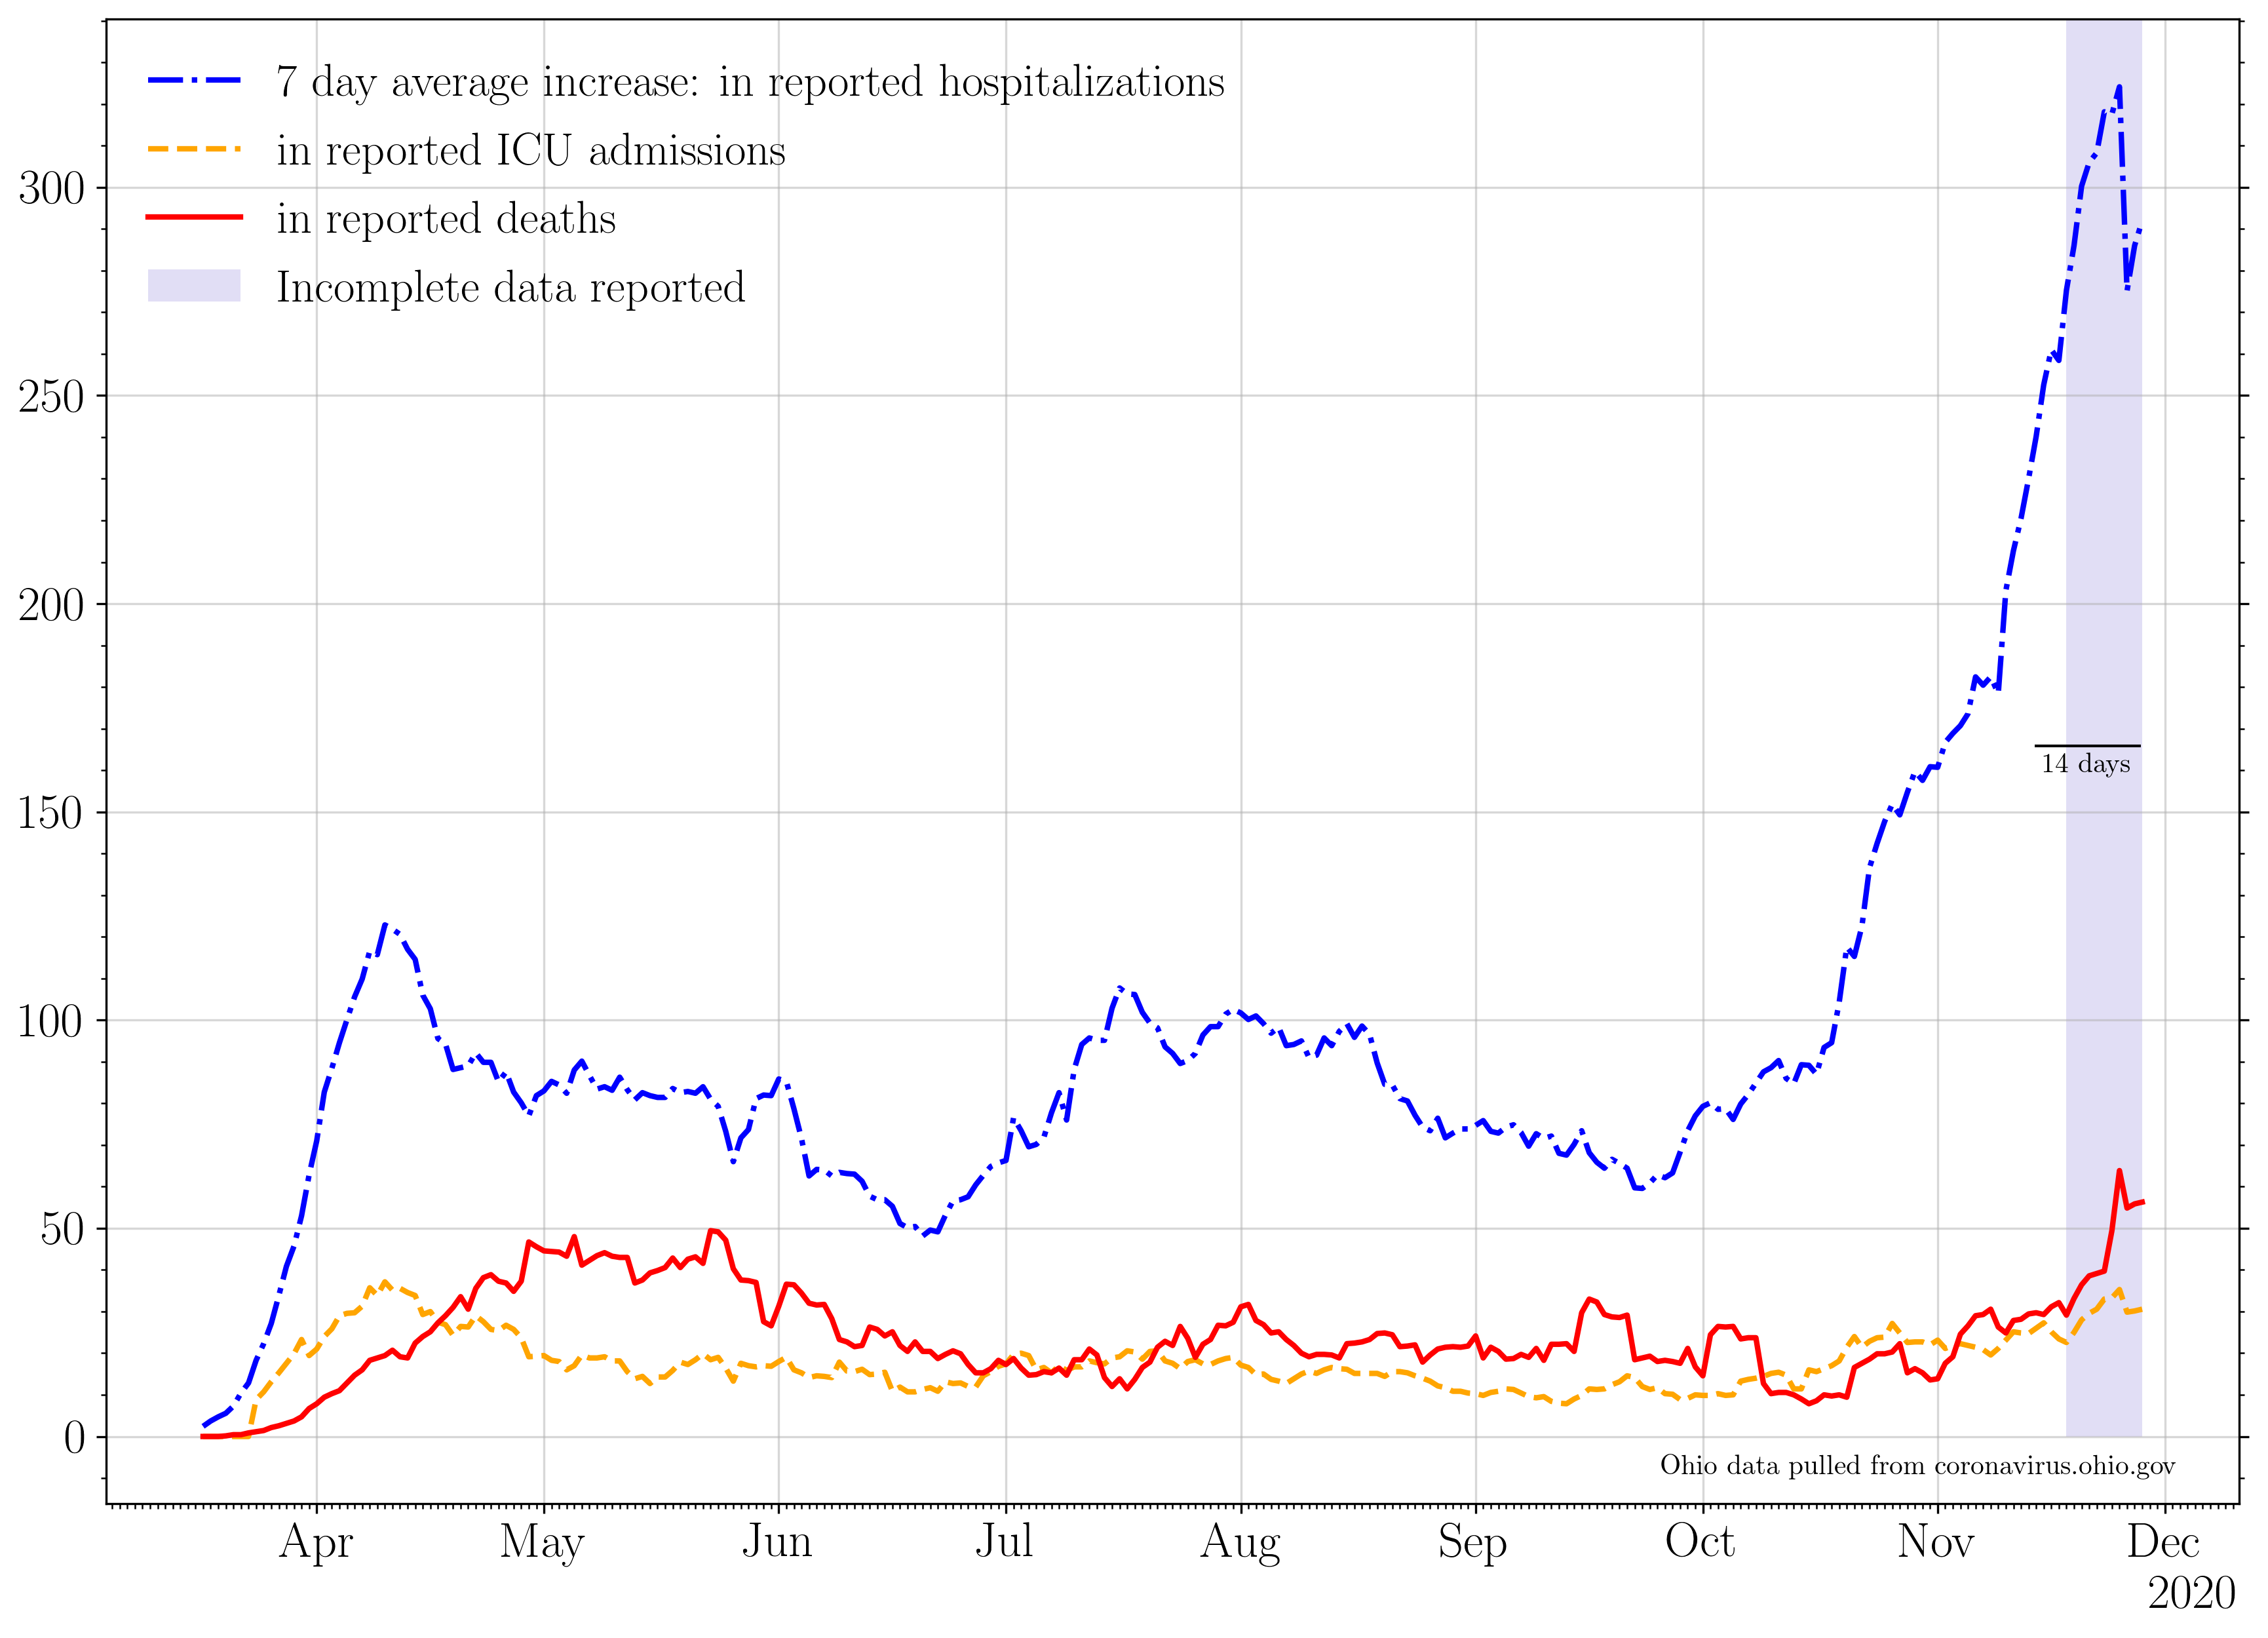 7 day average increase: in reported hospitalizations
in reported ICU admissions
in reported deaths
Incomplete data reported
300
250
200
150
100
50
0
14 days
Ohio data pulled from coronavirus.ohio.gov
Apr May Jun Jul Aug Sep Oct Nov Dec
2020